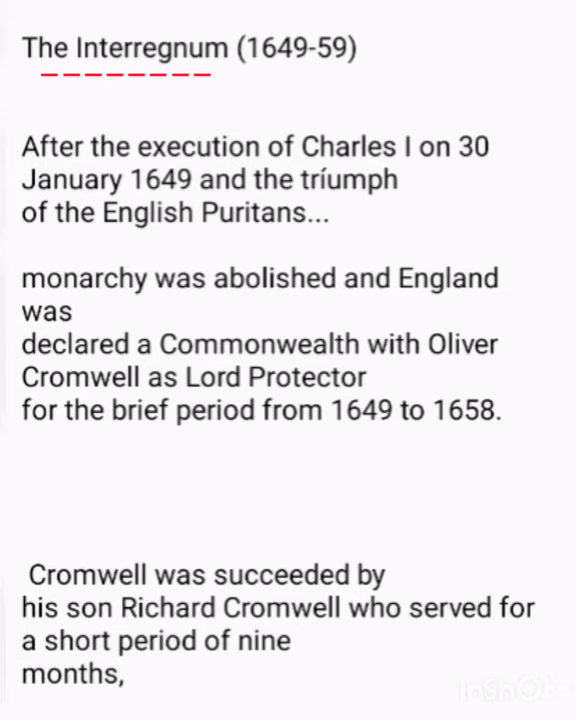 The Interregnum (1649-59)
After the execution of Charles I on 30
January 1649 and the tríumph
of the English Puritans...
monarchy was abolished and England
was
declared a Commonwealth with Oliver
Cromwell as Lord Protector
for the brief period from 1649 to 1658.
Cromwell was succeeded by
his son Richard Cromwell who served for
a short period of nine
months,
InShOt